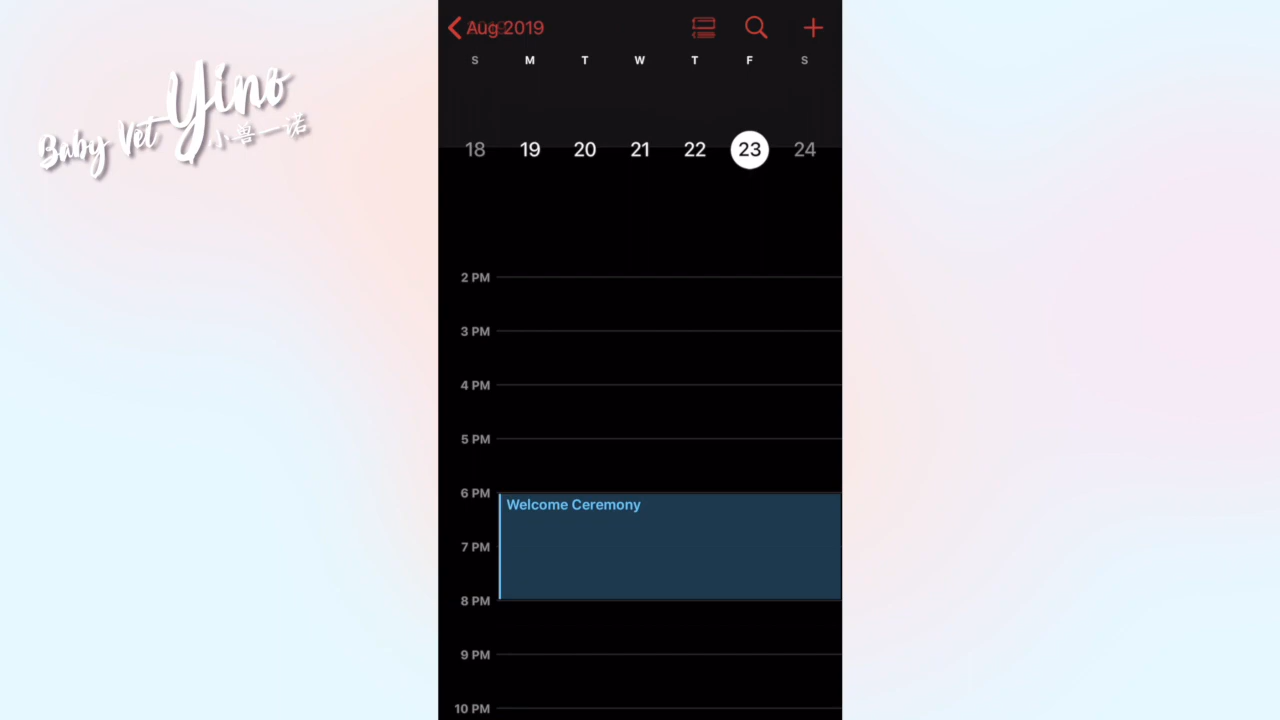 Baby Vet Yino
小兽一诺
Aug 2019
S M T W T F S
18 19 20 21 22 23 24
2 PM
3 PM
4 PM
5 PM
6 PM
Welcome Ceremony
7 PM
8 PM
9 PM
10 PM